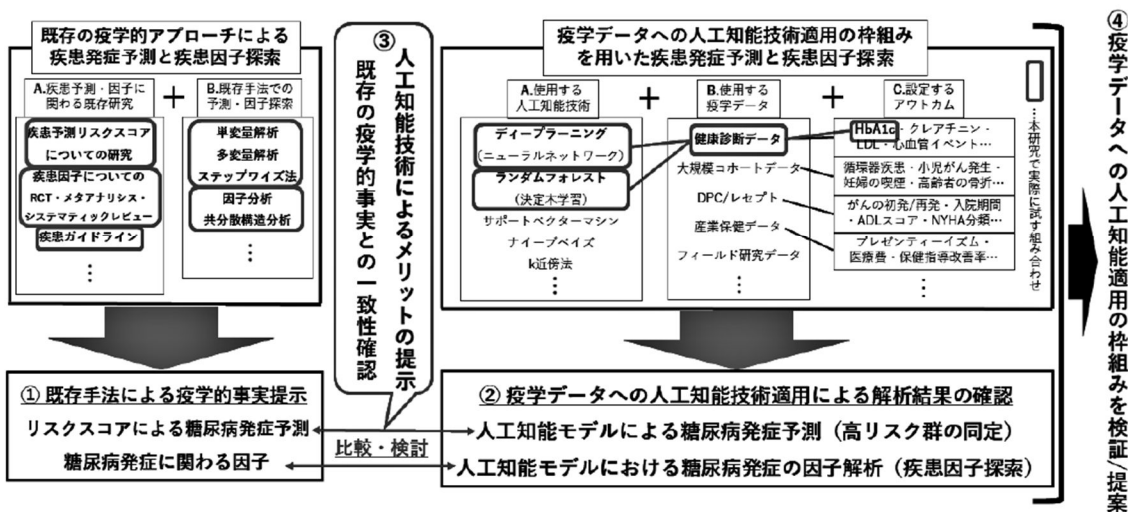 既存の疫学的アプローチによる
疾患発症予測と疾患因子探索
A.疾患予測・因子に
関わる既存研究
+
B.既存手法での
予測・因子探索
疾患予測リスクスコア
についての研究
疾患因子についての
RCT・メタアナリシス・
システマティックレビュー
疾患ガイドライン
⋮
単変量解析
多変量解析
ステップワイズ法
因子分析
共分散構造分析
⋮
③
人工知能技術によるメリットの提示
既存の疫学的事実との一致性確認
疫学データへの人工知能技術適用の枠組み
を用いた疾患発症予測と疾患因子探索
A.使用する
人工知能技術
+
B.使用する
疫学データ
+
C.設定する
アウトカム
ディープラーニング
(ニューラルネットワーク)
ランダムフォレスト
(決定木学習)
サポートベクターマシン
ナイーブベイズ
k近傍法
⋮
健康診断データ
大規模コホートデータ
DPC/レセプト
産業保健データ
フィールド研究データ
⋮
HbA1c・クレアチニン・
LDL・心血管イベント…
循環器疾患・小児がん発生・
妊婦の喫煙・高齢者の骨折…
がんの初発/再発・入院期間
・ADLスコア・NYHA分類…
プレゼンティーイズム・
医療費・保健指導改善率…
⋮
…本研究で実際に試す組み合わせ
① 既存手法による疫学的事実提示
リスクスコアによる糖尿病発症予測
糖尿病発症に関わる因子
比較・検討
② 疫学データへの人工知能技術適用による解析結果の確認
人工知能モデルによる糖尿病発症予測（高リスク群の同定）
人工知能モデルにおける糖尿病発症の因子解析（疾患因子探索）
④疫学データへの人工知能適用の枠組みを検証/提案